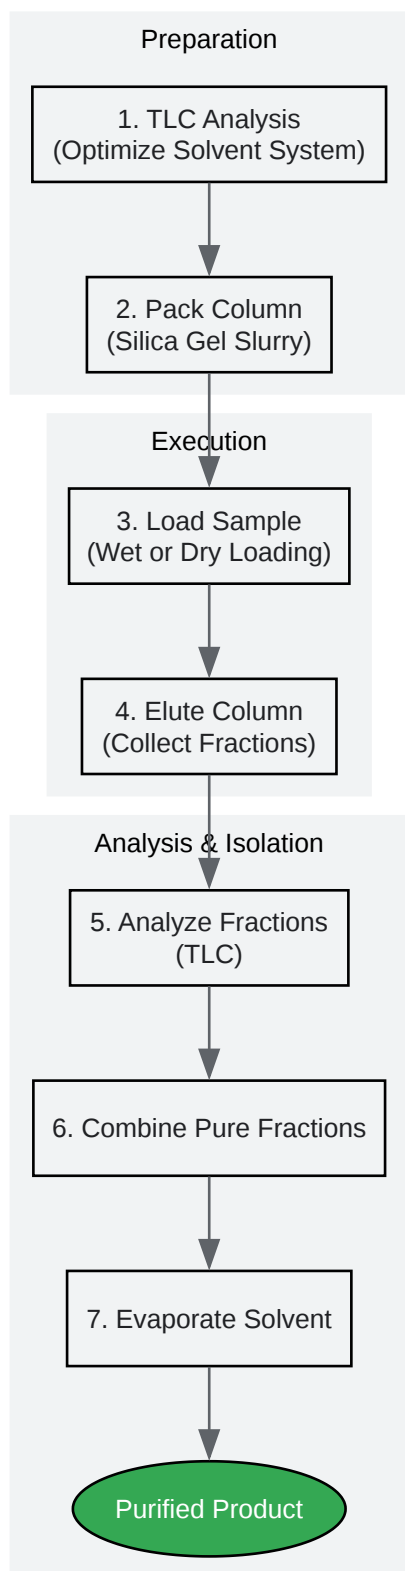 Preparation
1. TLC Analysis
(Optimize Solvent System)
2. Pack Column
(Silica Gel Slurry)
Execution
3. Load Sample
(Wet or Dry Loading)
4. Elute Column
(Collect Fractions)
Analysis & Isolation
5. Analyze Fractions
(TLC)
6. Combine Pure Fractions
7. Evaporate Solvent
Purified Product